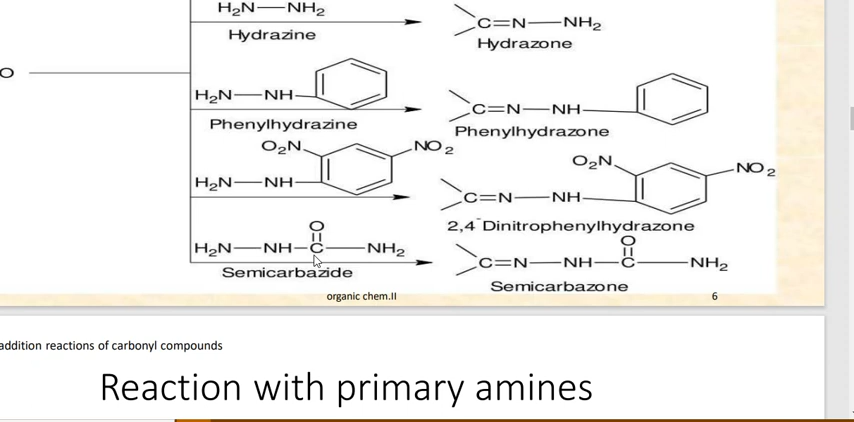 H₂N—NH₂
C=N—NH₂
Hydrazine
Hydrazone
O
H₂N—NH
C=N—NH
Phenylhydrazine
Phenylhydrazone
O₂N
NO₂
O₂N
NO₂
H₂N—NH
C=N—NH
2,4-Dinitrophenylhydrazone
O
H₂N—NH—C—NH₂
O
C=N—NH—C—NH₂
Semicarbazide
Semicarbazone
organic chem.II
6
addition reactions of carbonyl compounds
Reaction with primary amines